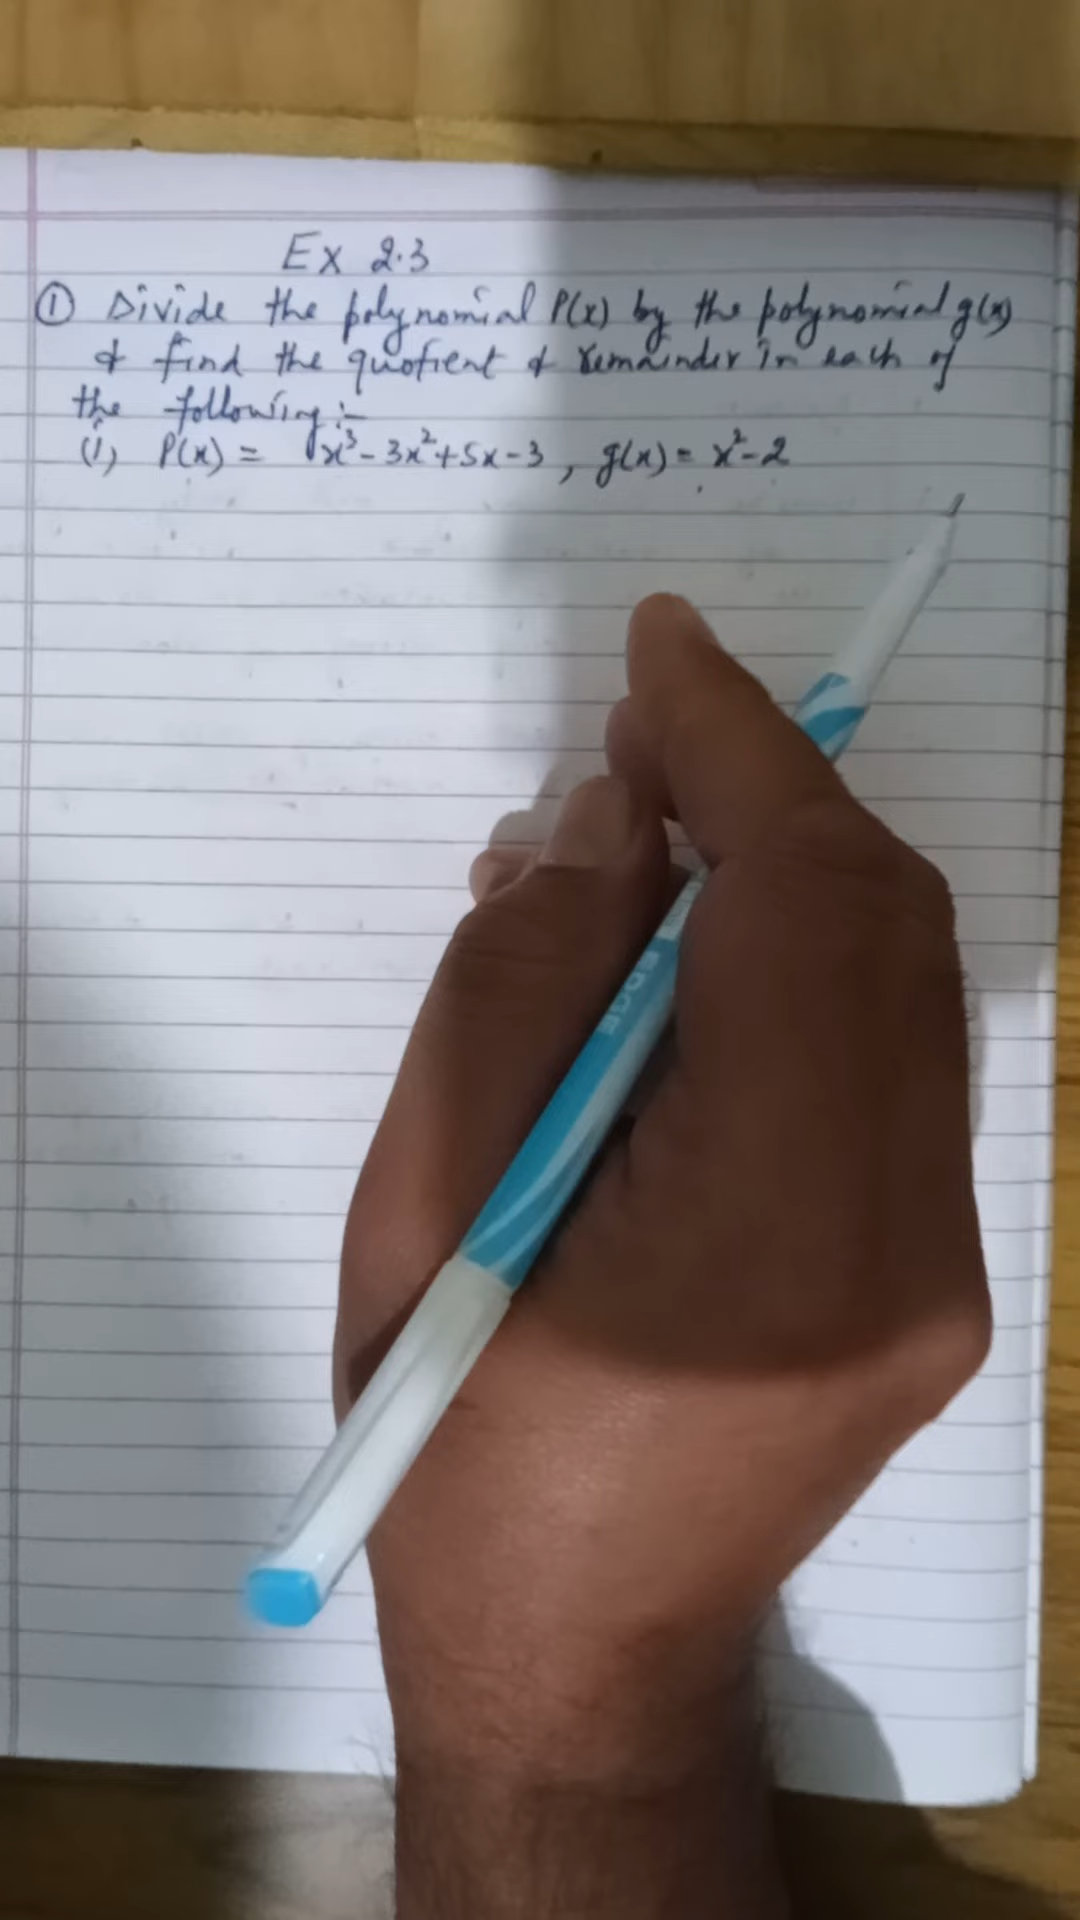 Ex 2.3
① Divide the polynomial P(x) by the polynomial g(x)
& find the quotient & remainder in each of
the following :-
(i) P(x) = x³ - 3x² + 5x - 3 , g(x) = x² - 2
EDGE